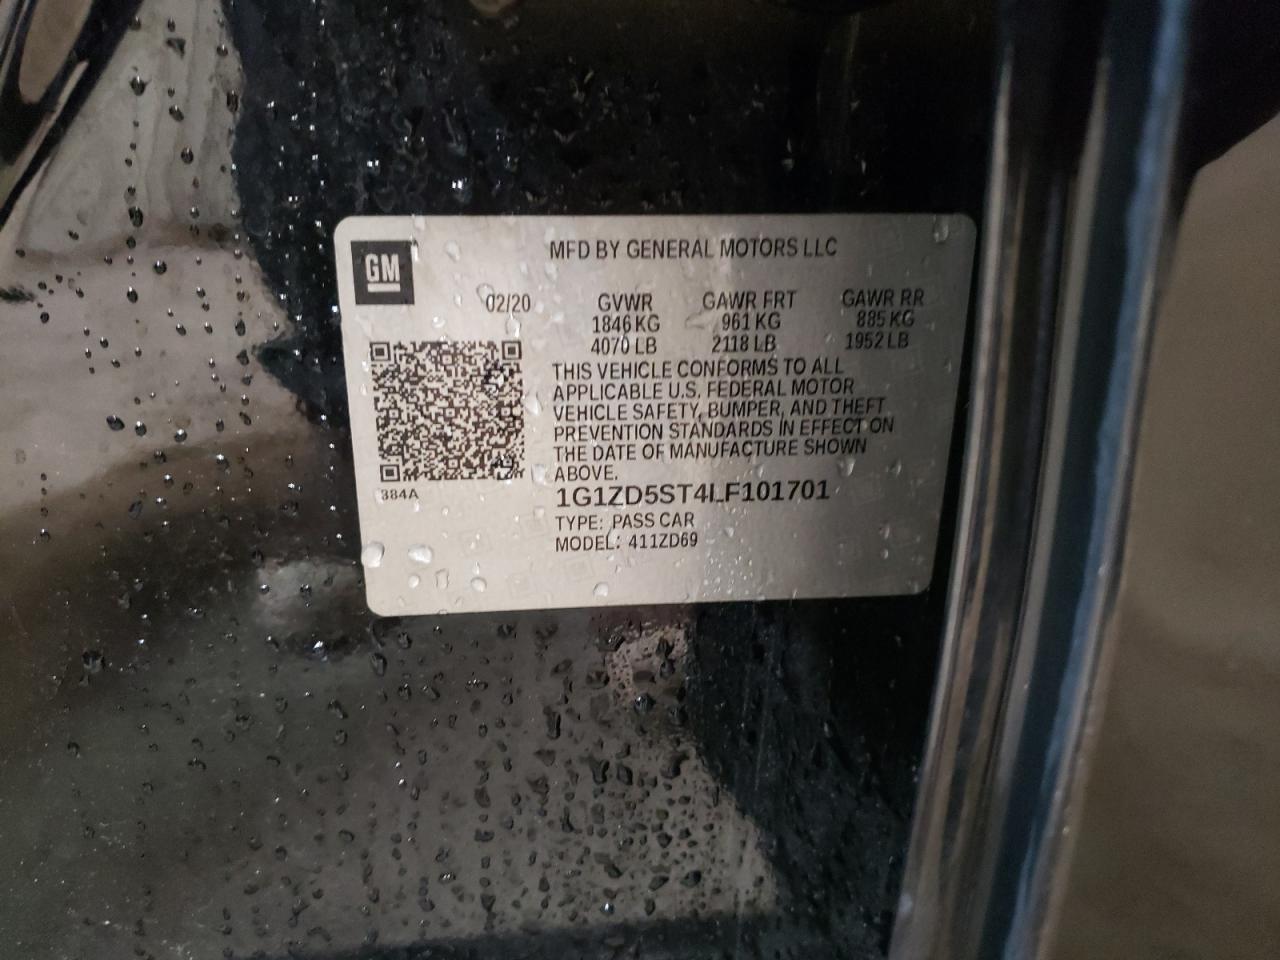 GM
MFD BY GENERAL MOTORS LLC
02/20 GVWR GAWR FRT GAWR RR
1846 KG 961 KG 885 KG
4070 LB 2118 LB 1952 LB
THIS VEHICLE CONFORMS TO ALL
APPLICABLE U.S. FEDERAL MOTOR
VEHICLE SAFETY, BUMPER, AND THEFT
PREVENTION STANDARDS IN EFFECT ON
THE DATE OF MANUFACTURE SHOWN
ABOVE.
384A
1G1ZD5ST4LF101701
TYPE: PASS CAR
MODEL: 411ZD69